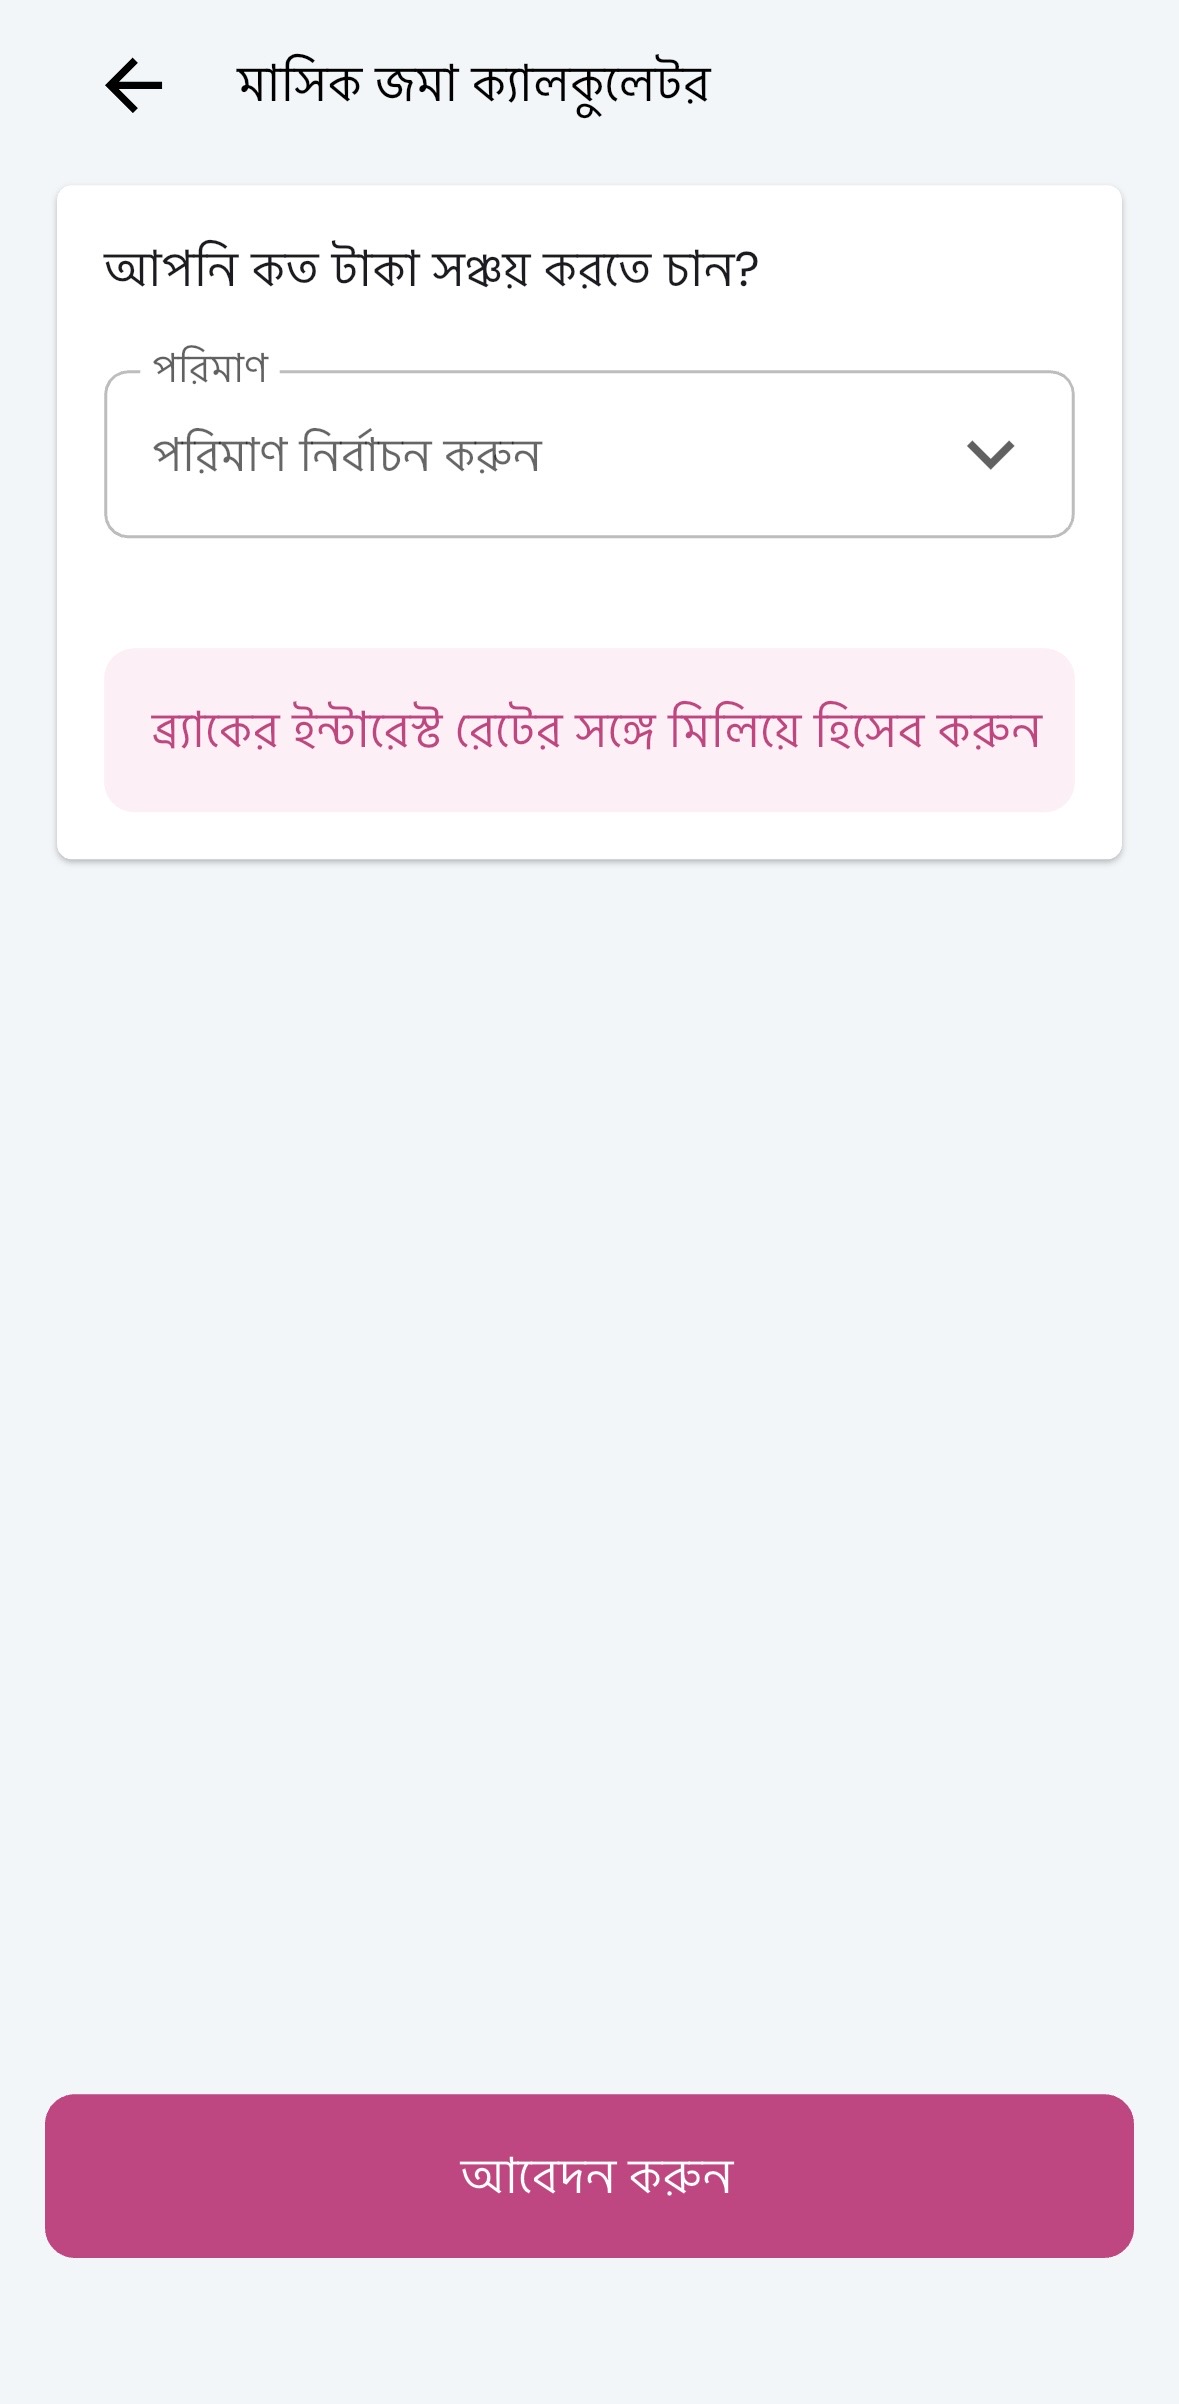 মাসিক জমা ক্যালকুলেটর
আপনি কত টাকা সঞ্চয় করতে চান?
পরিমাণ
পরিমাণ নির্বাচন করুন
ব্র্যাকের ইন্টারেস্ট রেটের সঙ্গে মিলিয়ে হিসেব করুন
আবেদন করুন